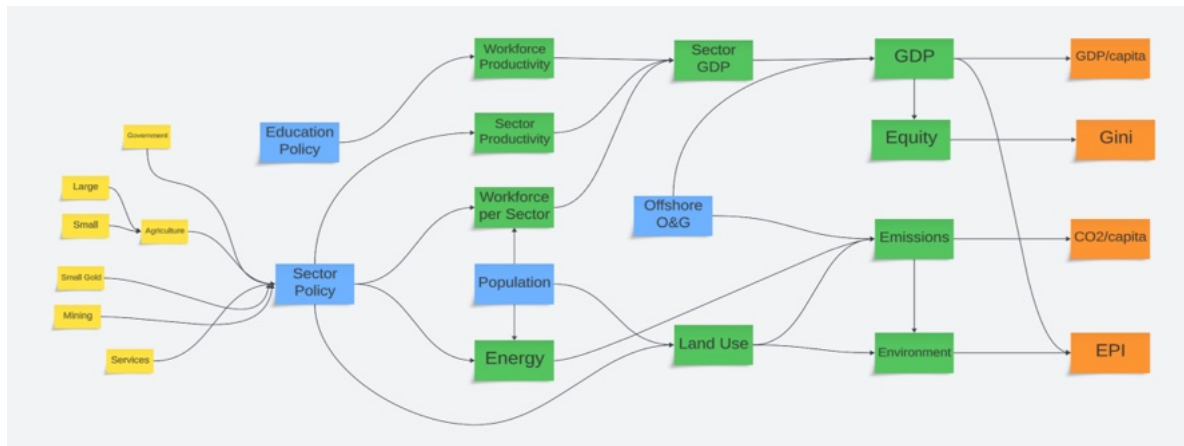 Workforce
Productivity
Sector
GDP
GDP
GDP/capita
Government
Education
Policy
Sector
Productivity
Equity
Gini
Large
Small
Agriculture
Workforce
per Sector
Offshore
O&G
Emissions
CO2/capita
Small Gold
Sector
Policy
Population
Mining
Services
Energy
Land Use
Environment
EPI